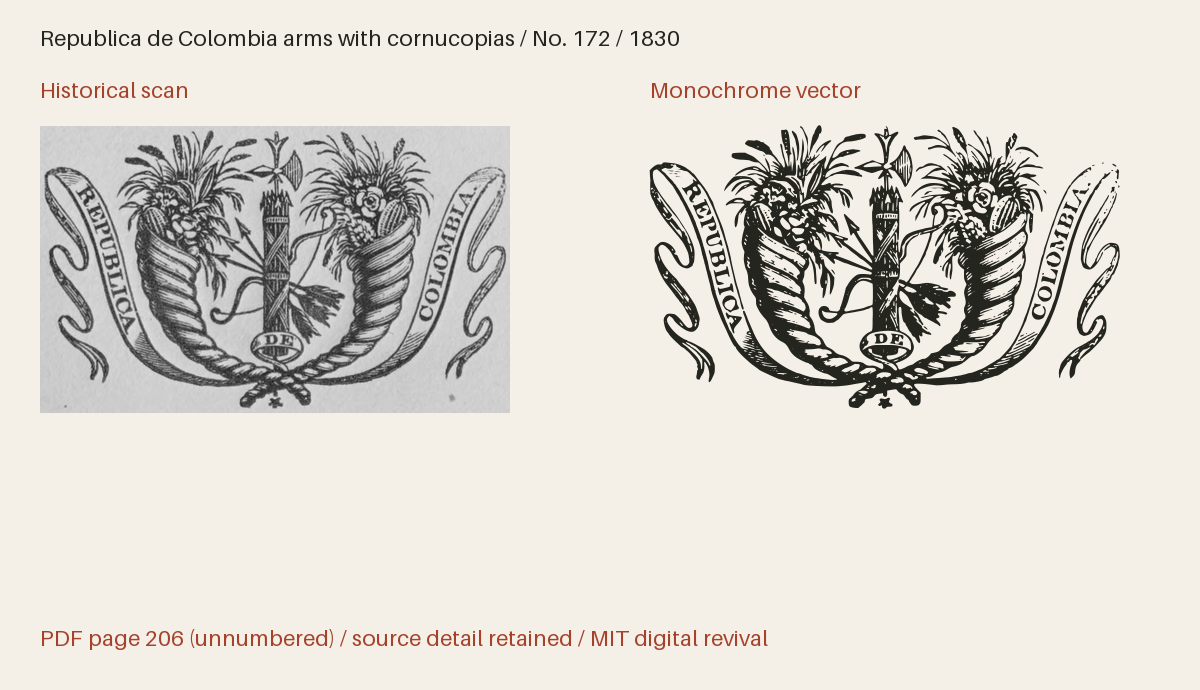 Republica de Colombia arms with cornucopias / No. 172 / 1830
Historical scan
Monochrome vector
REPUBLICA
DE
COLOMBIA.
REPUBLICA
DE
COLOMBIA.
PDF page 206 (unnumbered) / source detail retained / MIT digital revival